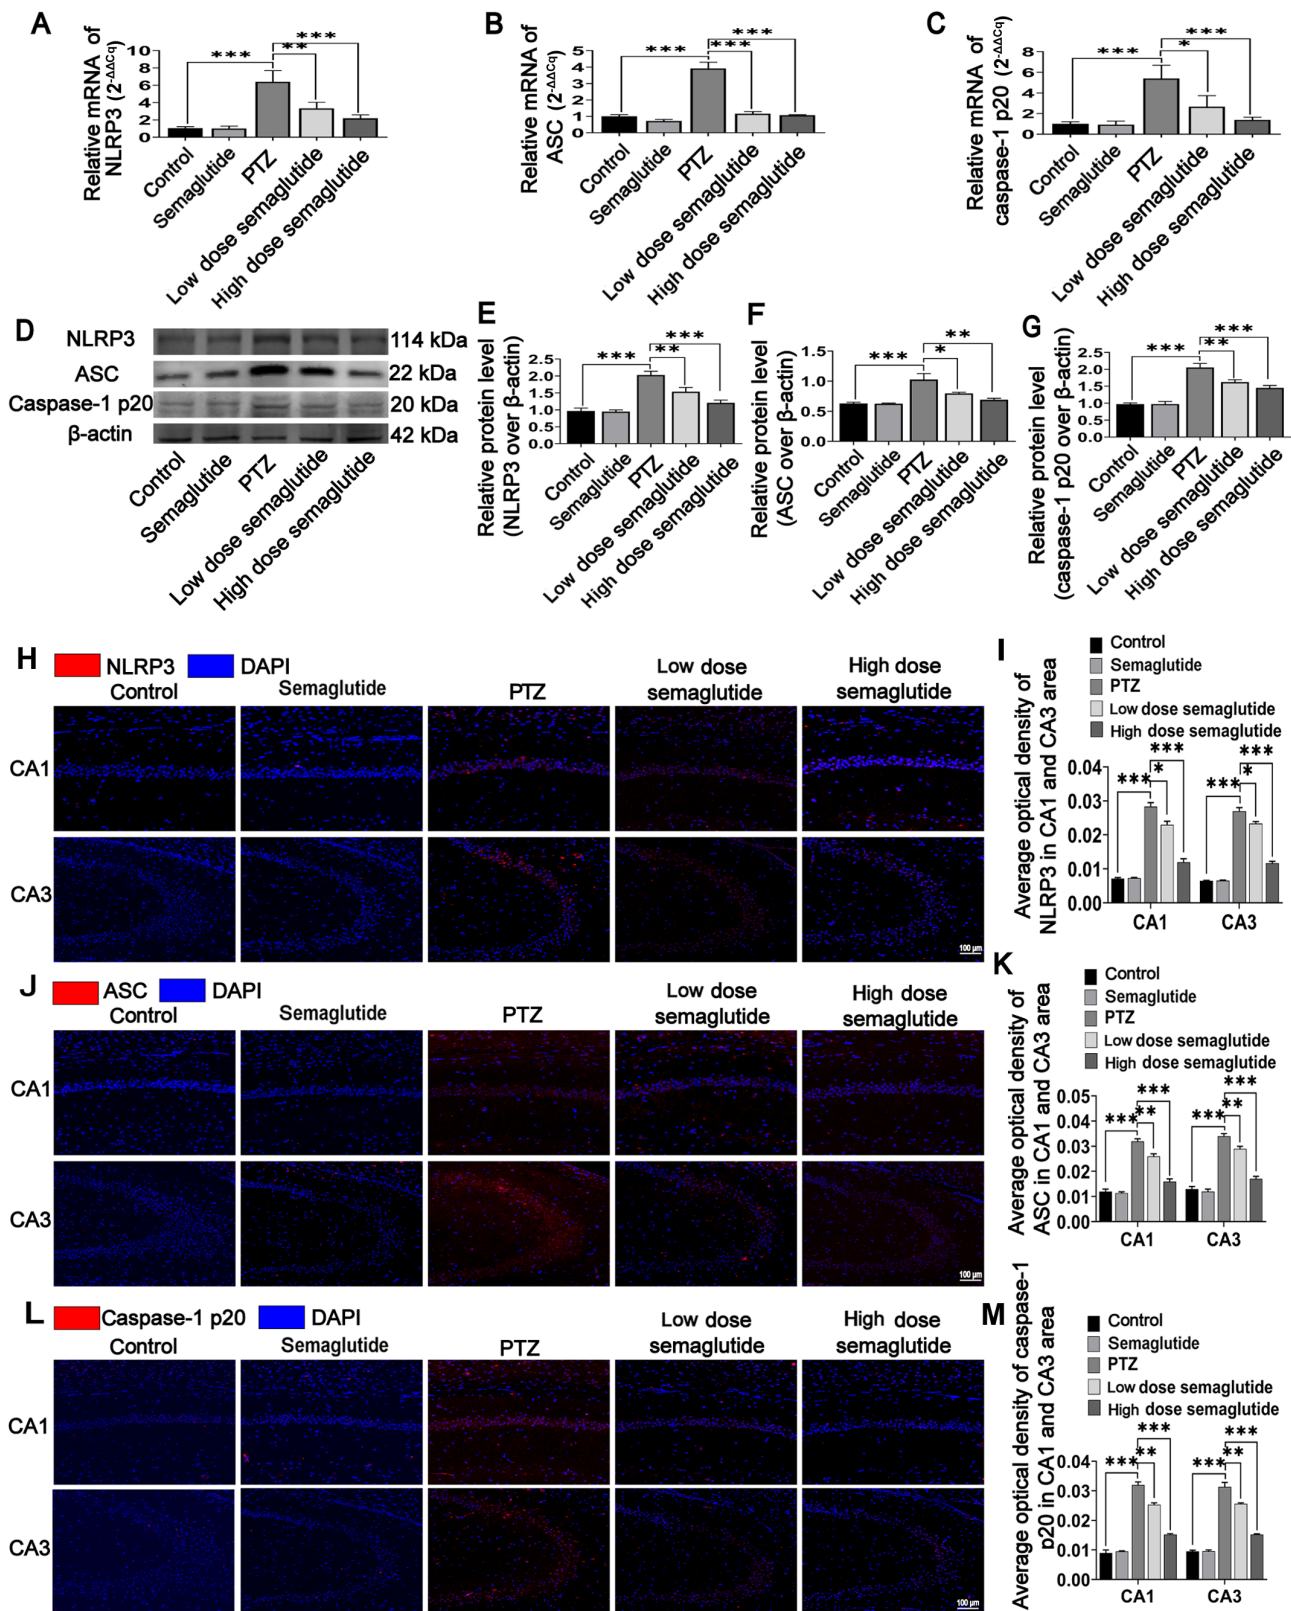 A
Relative mRNA of
NLRP3 (2-ΔΔCq)
10
8
6
4
2
0
***
**
***
Control
Semaglutide
PTZ
Low dose semaglutide
High dose semaglutide
B
Relative mRNA of
ASC (2-ΔΔCq)
5
4
3
2
1
0
***
***
***
Control
Semaglutide
PTZ
Low dose semaglutide
High dose semaglutide
C
Relative mRNA of
caspase-1 p20 (2-ΔΔCq)
8
6
4
2
0
***
*
***
Control
Semaglutide
PTZ
Low dose semaglutide
High dose semaglutide
D
NLRP3 114 kDa
ASC 22 kDa
Caspase-1 p20 20 kDa
β-actin 42 kDa
Control
Semaglutide
PTZ
Low dose semaglutide
High dose semaglutide
E
Relative protein level
(NLRP3 over β-actin)
2.5
2.0
1.5
1.0
0.5
0.0
***
**
***
Control
Semaglutide
PTZ
Low dose semaglutide
High dose semaglutide
F
Relative protein level
(ASC over β-actin)
1.5
1.0
0.5
0.0
***
*
**
Control
Semaglutide
PTZ
Low dose semaglutide
High dose semaglutide
G
Relative protein level
(caspase-1 p20 over β-actin)
2.5
2.0
1.5
1.0
0.5
0.0
***
**
***
Control
Semaglutide
PTZ
Low dose semaglutide
High dose semaglutide
H
NLRP3 DAPI
Control
Semaglutide
PTZ
Low dose
semaglutide
High dose
semaglutide
CA1
CA3
100 μm
I
Control
Semaglutide
PTZ
Low dose semaglutide
High dose semaglutide
Average optical density of
NLRP3 in CA1 and CA3 area
0.04
0.03
0.02
0.01
0.00
***
*
***
***
*
***
CA1
CA3
J
ASC DAPI
Control
Semaglutide
PTZ
Low dose
semaglutide
High dose
semaglutide
CA1
CA3
100 μm
K
Control
Semaglutide
PTZ
Low dose semaglutide
High dose semaglutide
Average optical density of
ASC in CA1 and CA3 area
0.05
0.04
0.03
0.02
0.01
0.00
***
**
***
***
**
***
CA1
CA3
L
Caspase-1 p20 DAPI
Control
Semaglutide
PTZ
Low dose
semaglutide
High dose
semaglutide
CA1
CA3
100 μm
M
Control
Semaglutide
PTZ
Low dose semaglutide
High dose semaglutide
Average optical density of caspase-1
p20 in CA1 and CA3 area
0.04
0.03
0.02
0.01
0.00
***
**
***
***
**
***
CA1
CA3